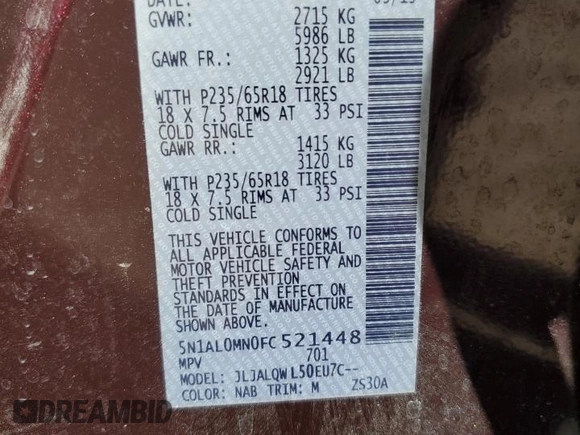 DATE:
GVWR: 2715 KG
5986 LB
GAWR FR.: 1325 KG
2921 LB
WITH P235/65R18 TIRES
18 X 7.5 RIMS AT 33 PSI
COLD SINGLE
GAWR RR.: 1415 KG
3120 LB
WITH P235/65R18 TIRES
18 X 7.5 RIMS AT 33 PSI
COLD SINGLE
THIS VEHICLE CONFORMS TO
ALL APPLICABLE FEDERAL
MOTOR VEHICLE SAFETY AND
THEFT PREVENTION
STANDARDS IN EFFECT ON
THE DATE OF MANUFACTURE
SHOWN ABOVE.
5N1AL0MN0FC521448
MPV 701
MODEL: JLJALQWL50EU7C--
COLOR: NAB TRIM: M ZS30A
DREAMBID